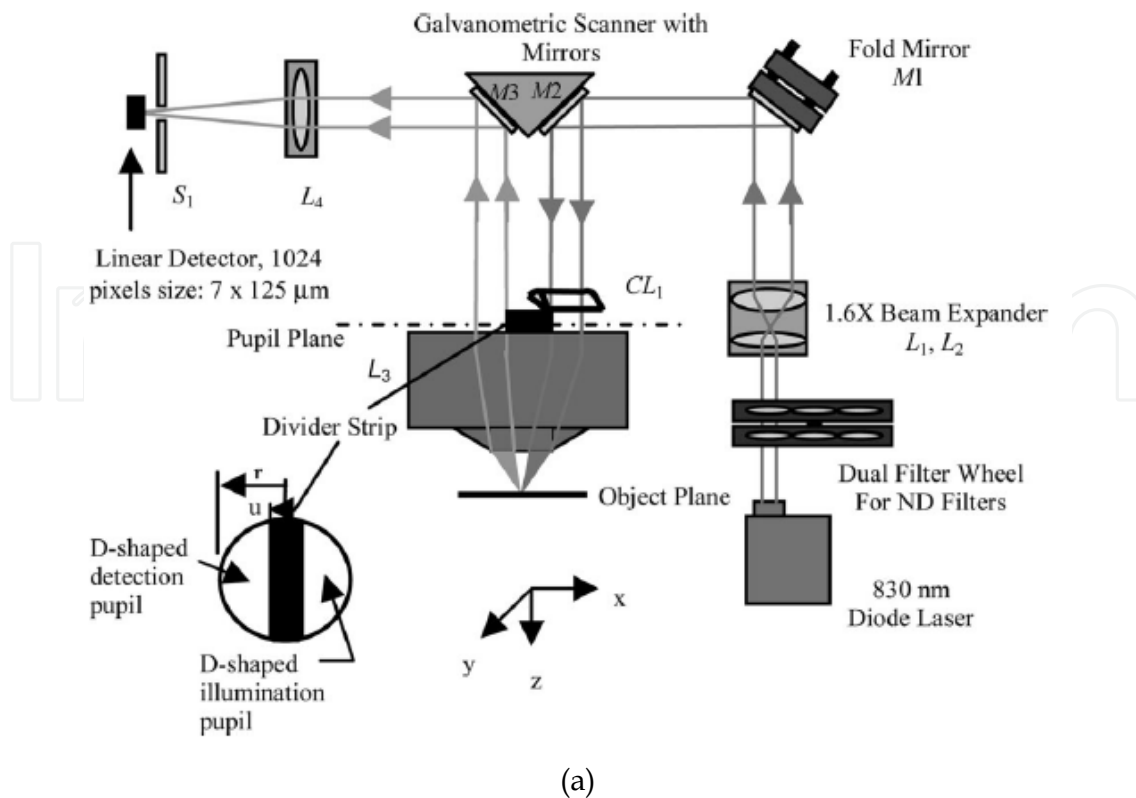 Galvanometric Scanner with
Mirrors
Fold Mirror
M1
M3
M2
S1
L4
Linear Detector, 1024
pixels size: 7 x 125 μm
CL1
1.6X Beam Expander
L1, L2
Pupil Plane
L3
Divider Strip
Dual Filter Wheel
For ND Filters
Object Plane
r
u
D-shaped
detection
pupil
830 nm
Diode Laser
x
y
z
D-shaped
illumination
pupil
(a)